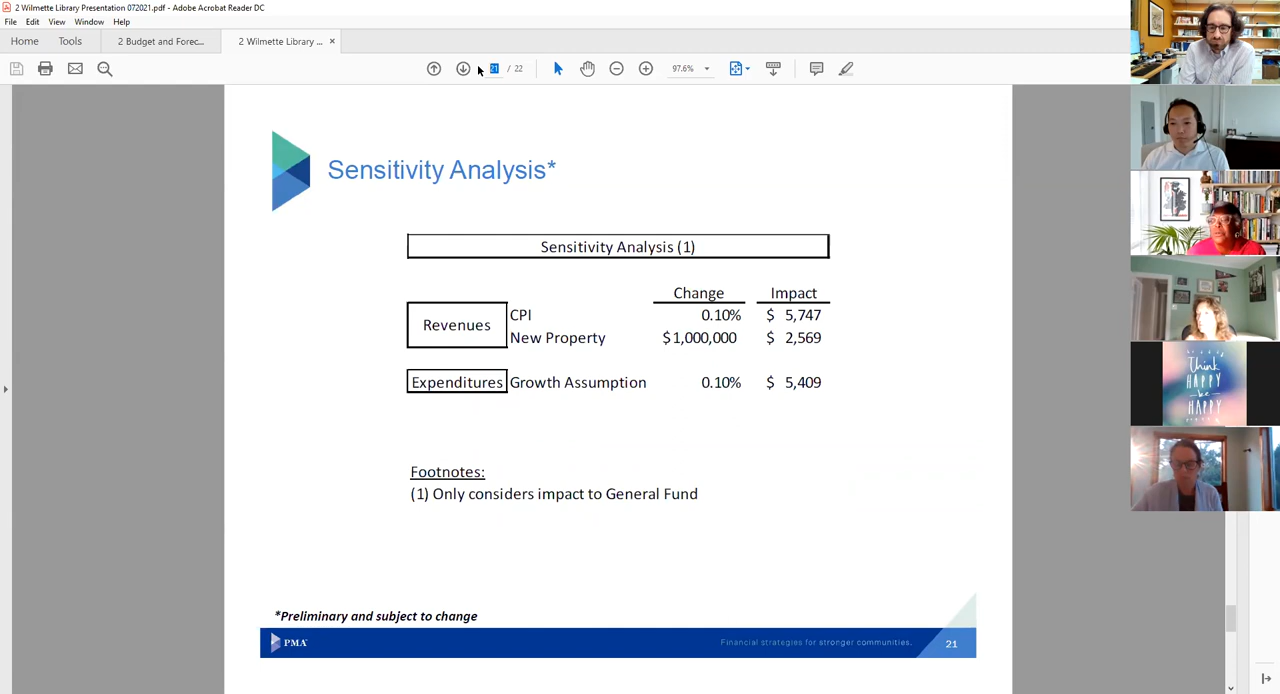 2 Wilmette Library Presentation 072021.pdf - Adobe Acrobat Reader DC
File Edit View Window Help
Home Tools 2 Budget and Forec... 2 Wilmette Library ... ×
21 / 22 97.6%
Sensitivity Analysis*
Sensitivity Analysis (1)
Change Impact
Revenues CPI 0.10% $ 5,747
New Property $1,000,000 $ 2,569
Expenditures Growth Assumption 0.10% $ 5,409
Footnotes:
(1) Only considers impact to General Fund
*Preliminary and subject to change
PMA Financial strategies for stronger communities. 21
Think
HAPPY
be
HAPPY